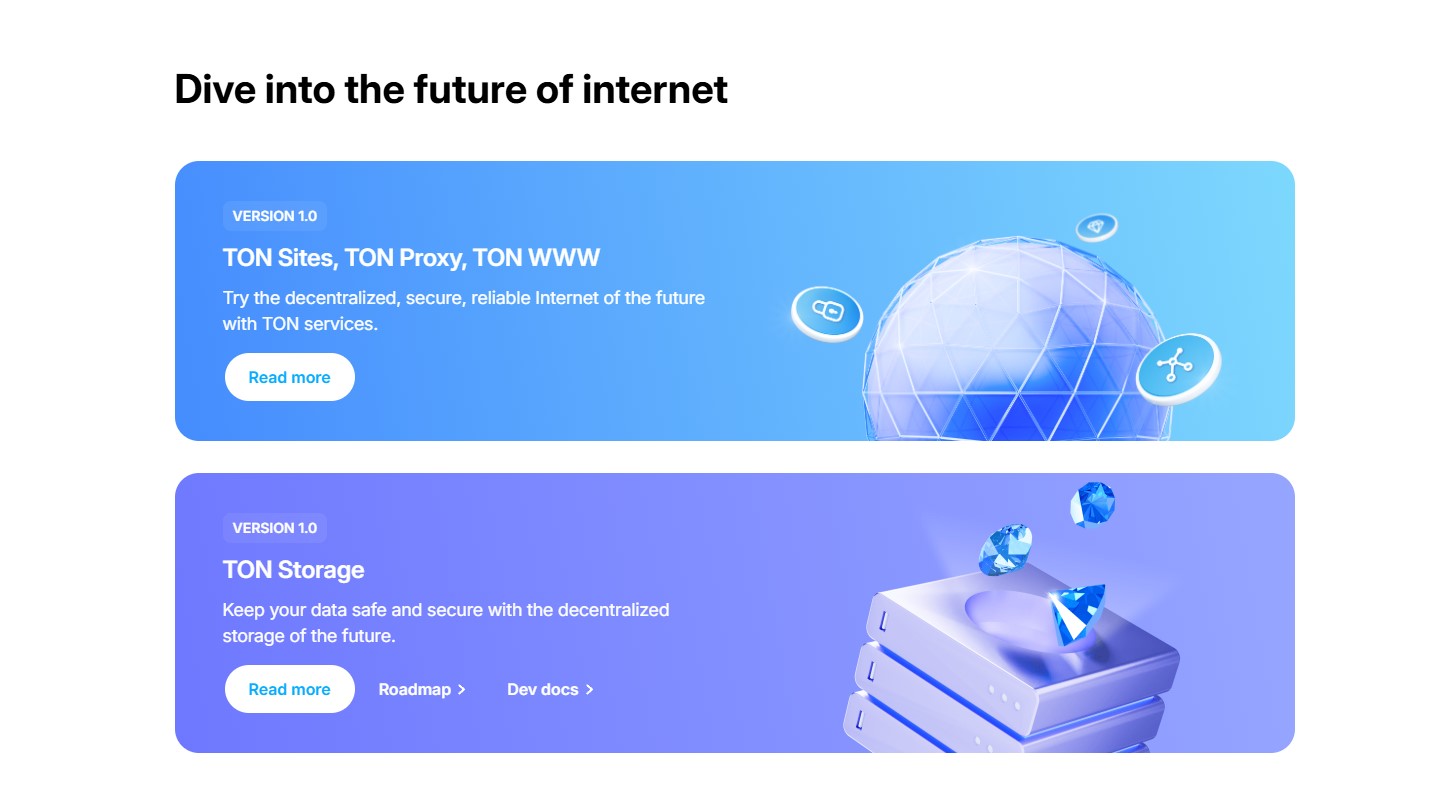 Dive into the future of internet
VERSION 1.0
TON Sites, TON Proxy, TON WWW
Try the decentralized, secure, reliable Internet of the future
with TON services.
Read more
VERSION 1.0
TON Storage
Keep your data safe and secure with the decentralized
storage of the future.
Read more Roadmap Dev docs